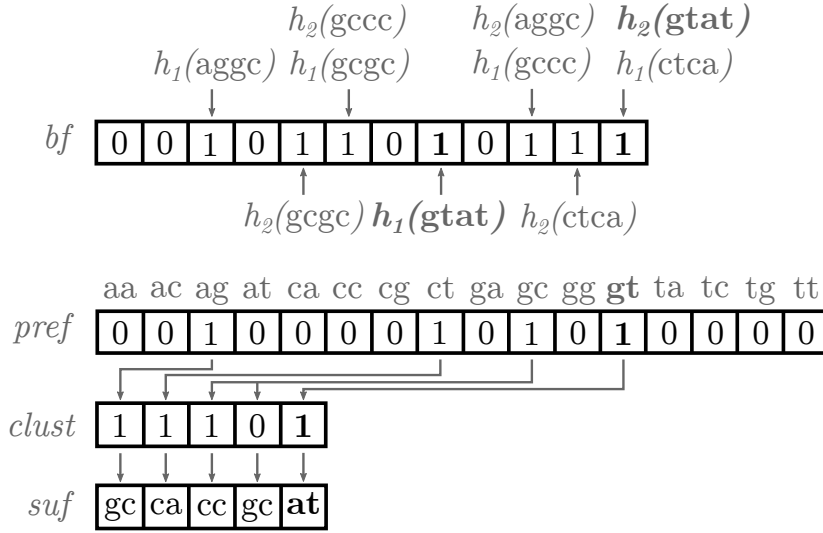 h₂(gccc) h₂(aggc) h₂(gtat)
h₁(aggc) h₁(gcgc) h₁(gccc) h₁(ctca)
bf 0 0 1 0 1 1 0 1 0 1 1 1
h₂(gcgc) h₁(gtat) h₂(ctca)
aa ac ag at ca cc cg ct ga gc gg gt ta tc tg tt
pref 0 0 1 0 0 0 0 1 0 1 0 1 0 0 0 0
clust 1 1 1 0 1
suf gc ca cc gc at